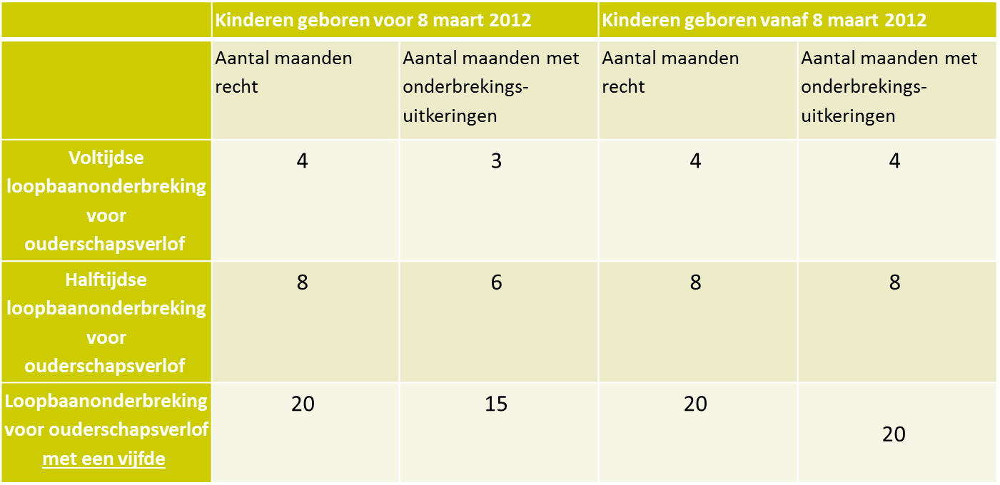 Kinderen geboren voor 8 maart 2012
Kinderen geboren vanaf 8 maart 2012
Aantal maanden
recht
Aantal maanden met
onderbrekings-
uitkeringen
Aantal maanden
recht
Aantal maanden met
onderbrekings-
uitkeringen
Voltijdse
loopbaanonderbreking
voor
ouderschapsverlof
4
3
4
4
Halftijdse
loopbaanonderbreking
voor
ouderschapsverlof
8
6
8
8
Loopbaanonderbreking
voor ouderschapsverlof
met een vijfde
20
15
20
20